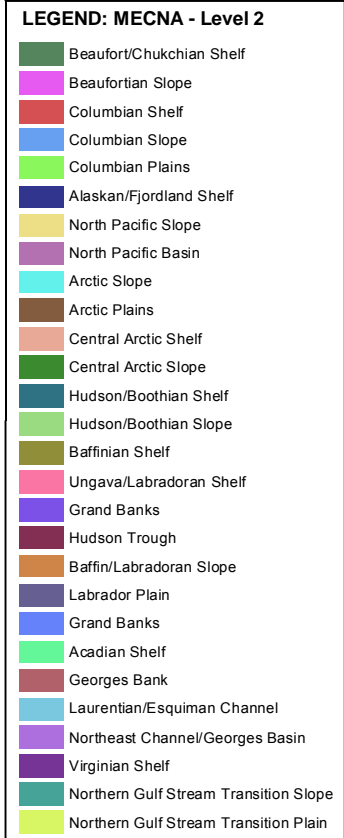 LEGEND: MECNA - Level 2
Beaufort/Chukchian Shelf
Beaufortian Slope
Columbian Shelf
Columbian Slope
Columbian Plains
Alaskan/Fjordland Shelf
North Pacific Slope
North Pacific Basin
Arctic Slope
Arctic Plains
Central Arctic Shelf
Central Arctic Slope
Hudson/Boothian Shelf
Hudson/Boothian Slope
Baffinian Shelf
Ungava/Labradoran Shelf
Grand Banks
Hudson Trough
Baffin/Labradoran Slope
Labrador Plain
Grand Banks
Acadian Shelf
Georges Bank
Laurentian/Esquiman Channel
Northeast Channel/Georges Basin
Virginian Shelf
Northern Gulf Stream Transition Slope
Northern Gulf Stream Transition Plain